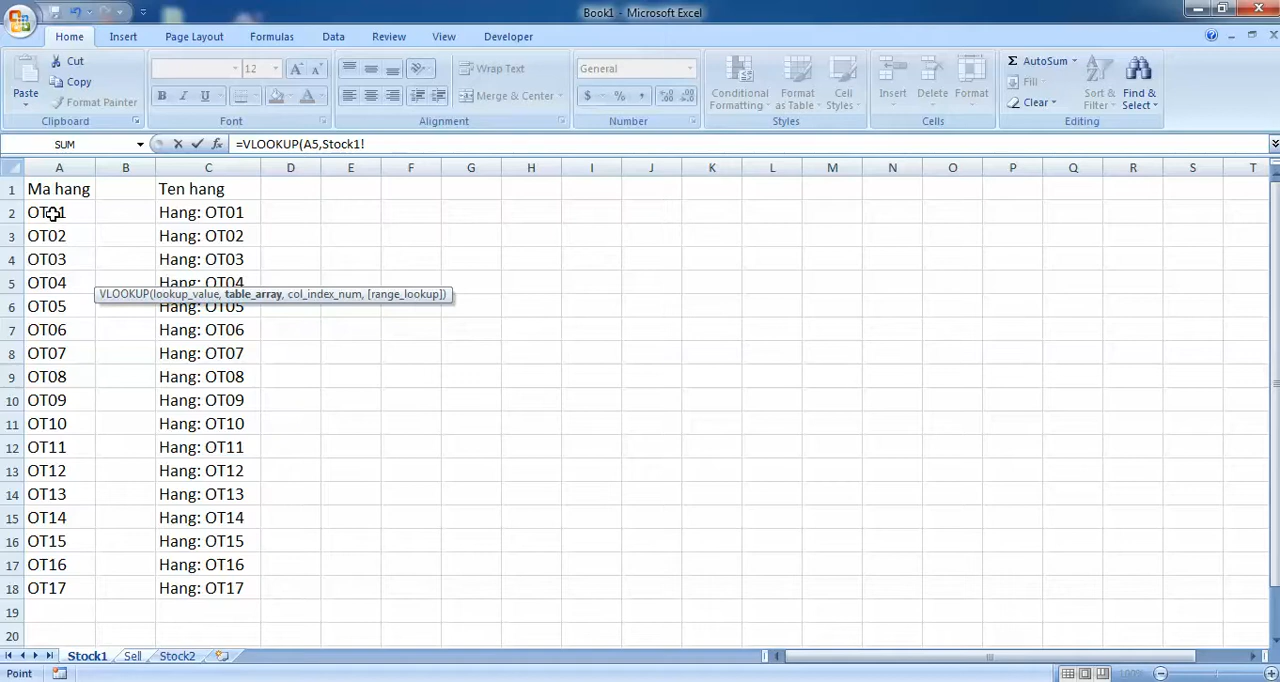 Book1 - Microsoft Excel
Home Insert Page Layout Formulas Data Review View Developer
Paste
Cut
Copy
Format Painter
Clipboard
12
A A
B I U A
Font
Wrap Text
Merge & Center
Alignment
General
$ % ,
Number
Conditional Formatting
Format as Table
Cell Styles
Styles
Insert Delete Format
Cells
Σ AutoSum
Fill
Clear
Sort & Filter
Find & Select
Editing
SUM fx =VLOOKUP(A5,Stock1!
A B C D E F G H I J K L M N O P Q R S T
1 Ma hang Ten hang
2 OT01 Hang: OT01
3 OT02 Hang: OT02
4 OT03 Hang: OT03
5 OT04 Hang: OT04
VLOOKUP(lookup_value, table_array, col_index_num, [range_lookup])
6 OT05 Hang: OT05
7 OT06 Hang: OT06
8 OT07 Hang: OT07
9 OT08 Hang: OT08
10 OT09 Hang: OT09
11 OT10 Hang: OT10
12 OT11 Hang: OT11
13 OT12 Hang: OT12
14 OT13 Hang: OT13
15 OT14 Hang: OT14
16 OT15 Hang: OT15
17 OT16 Hang: OT16
18 OT17 Hang: OT17
19
20
Stock1 Sell Stock2
Point 100%